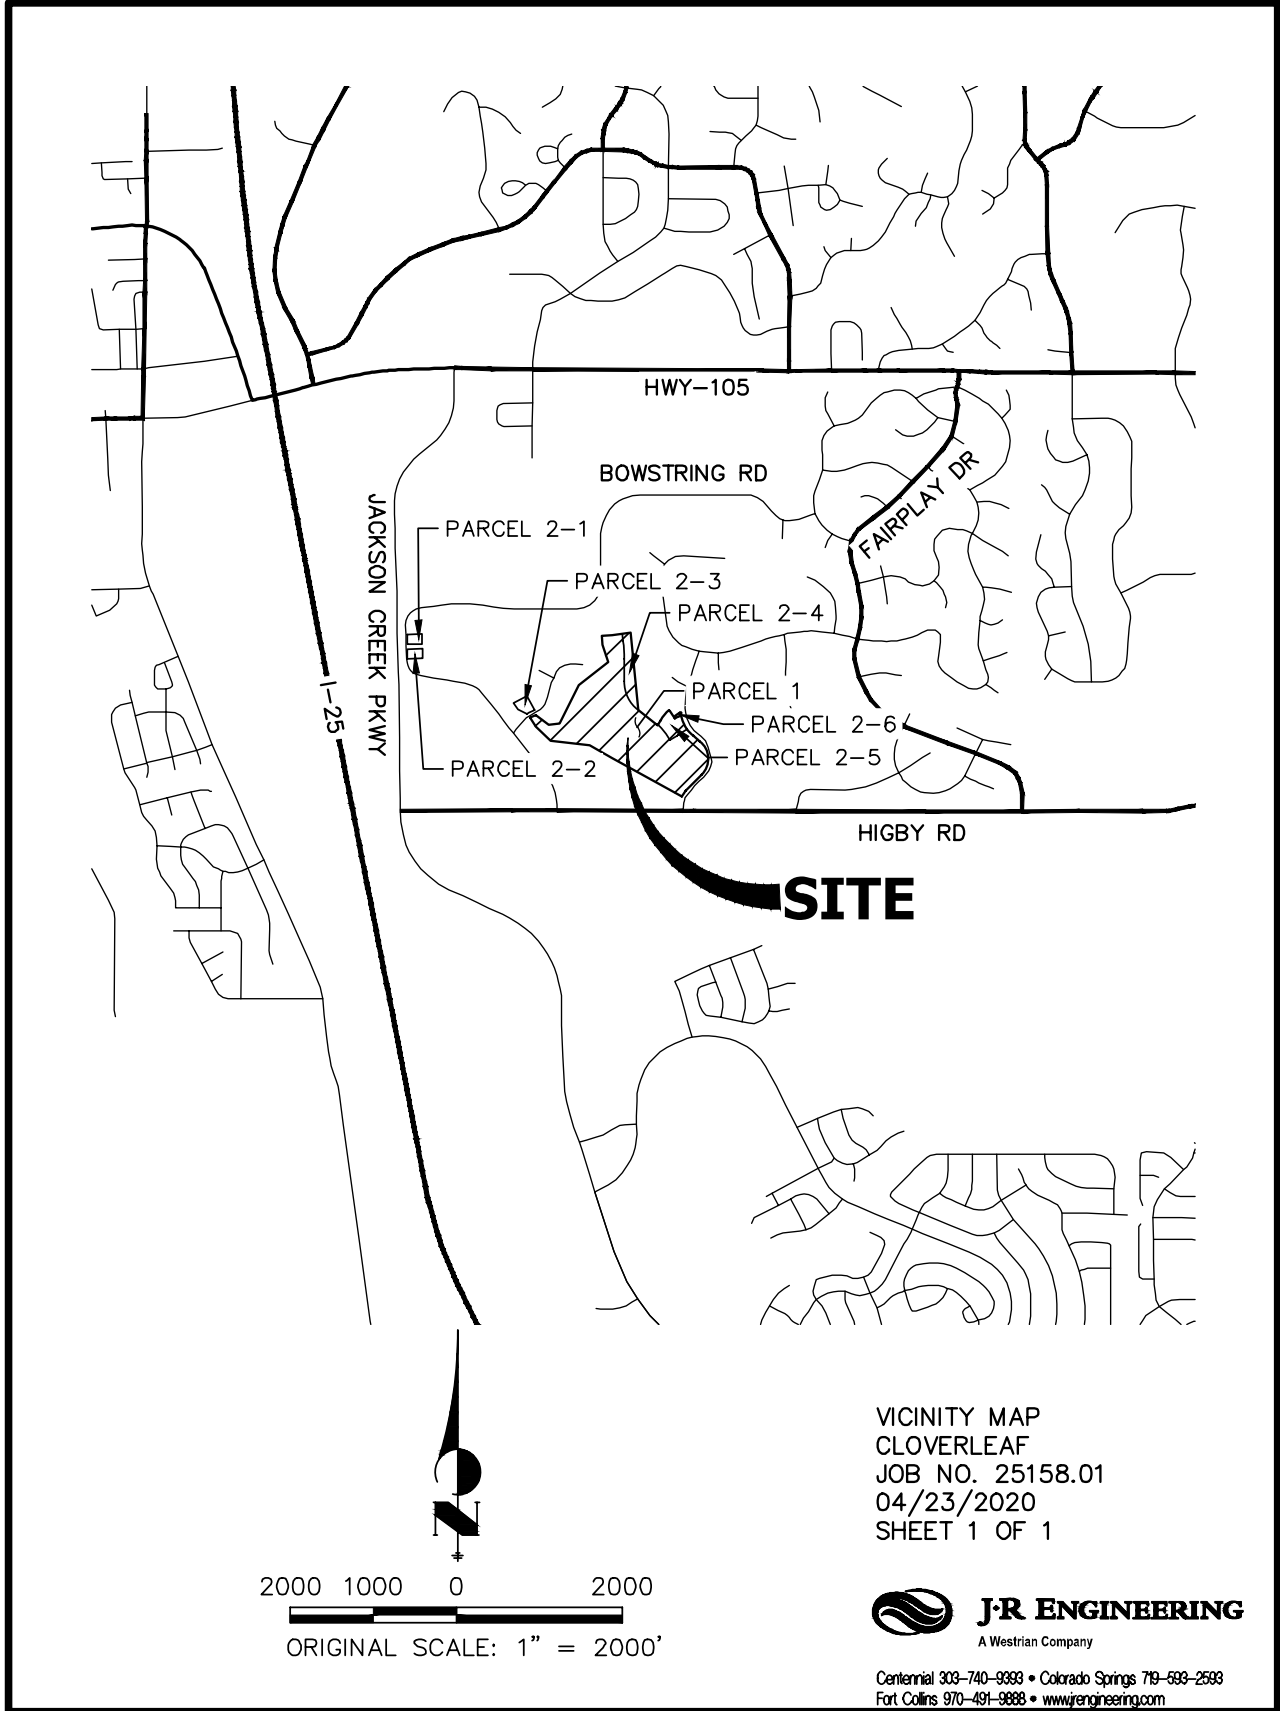 HWY-105
BOWSTRING RD
FAIRPLAY DR
JACKSON CREEK PKWY
PARCEL 2-1
PARCEL 2-3
PARCEL 2-4
I-25
PARCEL 1
PARCEL 2-6
PARCEL 2-5
PARCEL 2-2
HIGBY RD
SITE
N
VICINITY MAP
CLOVERLEAF
JOB NO. 25158.01
04/23/2020
SHEET 1 OF 1
2000 1000 0 2000
ORIGINAL SCALE: 1" = 2000'
J·R ENGINEERING
A Westrian Company
Centennial 303-740-9393 • Colorado Springs 719-593-2593
Fort Collins 970-491-9888 • www.jrengineering.com